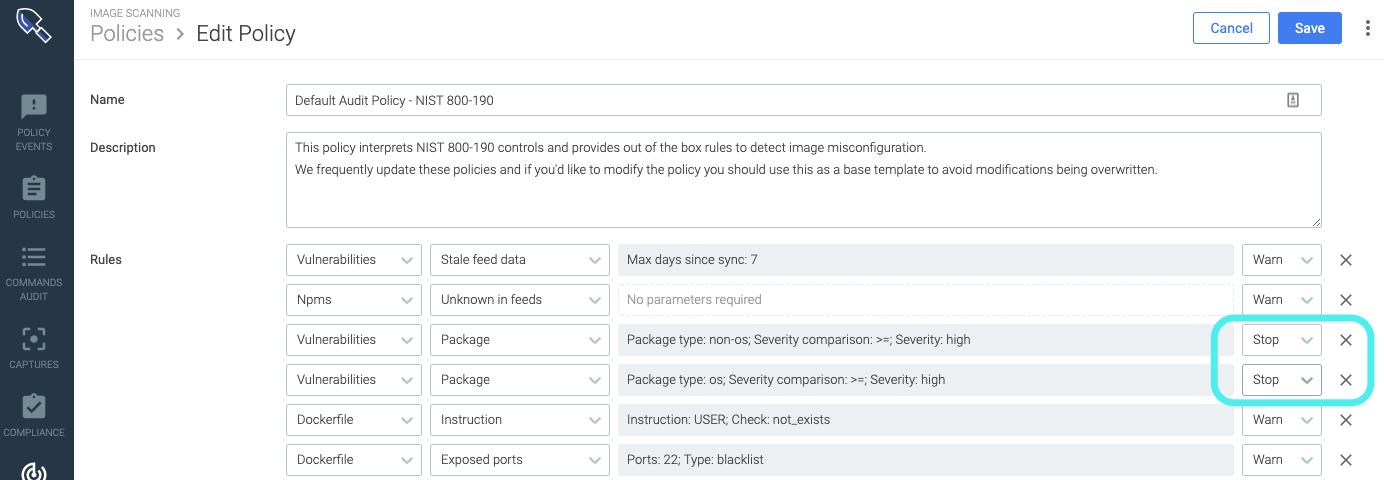 IMAGE SCANNING
Policies > Edit Policy
Cancel
Save
POLICY
EVENTS
POLICIES
COMMANDS
AUDIT
CAPTURES
COMPLIANCE
Name
Default Audit Policy - NIST 800-190
Description
This policy interprets NIST 800-190 controls and provides out of the box rules to detect image misconfiguration.
We frequently update these policies and if you'd like to modify the policy you should use this as a base template to avoid modifications being overwritten.
Rules
Vulnerabilities Stale feed data Max days since sync: 7 Warn
Npms Unknown in feeds No parameters required Warn
Vulnerabilities Package Package type: non-os; Severity comparison: >=; Severity: high Stop
Vulnerabilities Package Package type: os; Severity comparison: >=; Severity: high Stop
Dockerfile Instruction Instruction: USER; Check: not_exists Warn
Dockerfile Exposed ports Ports: 22; Type: blacklist Warn